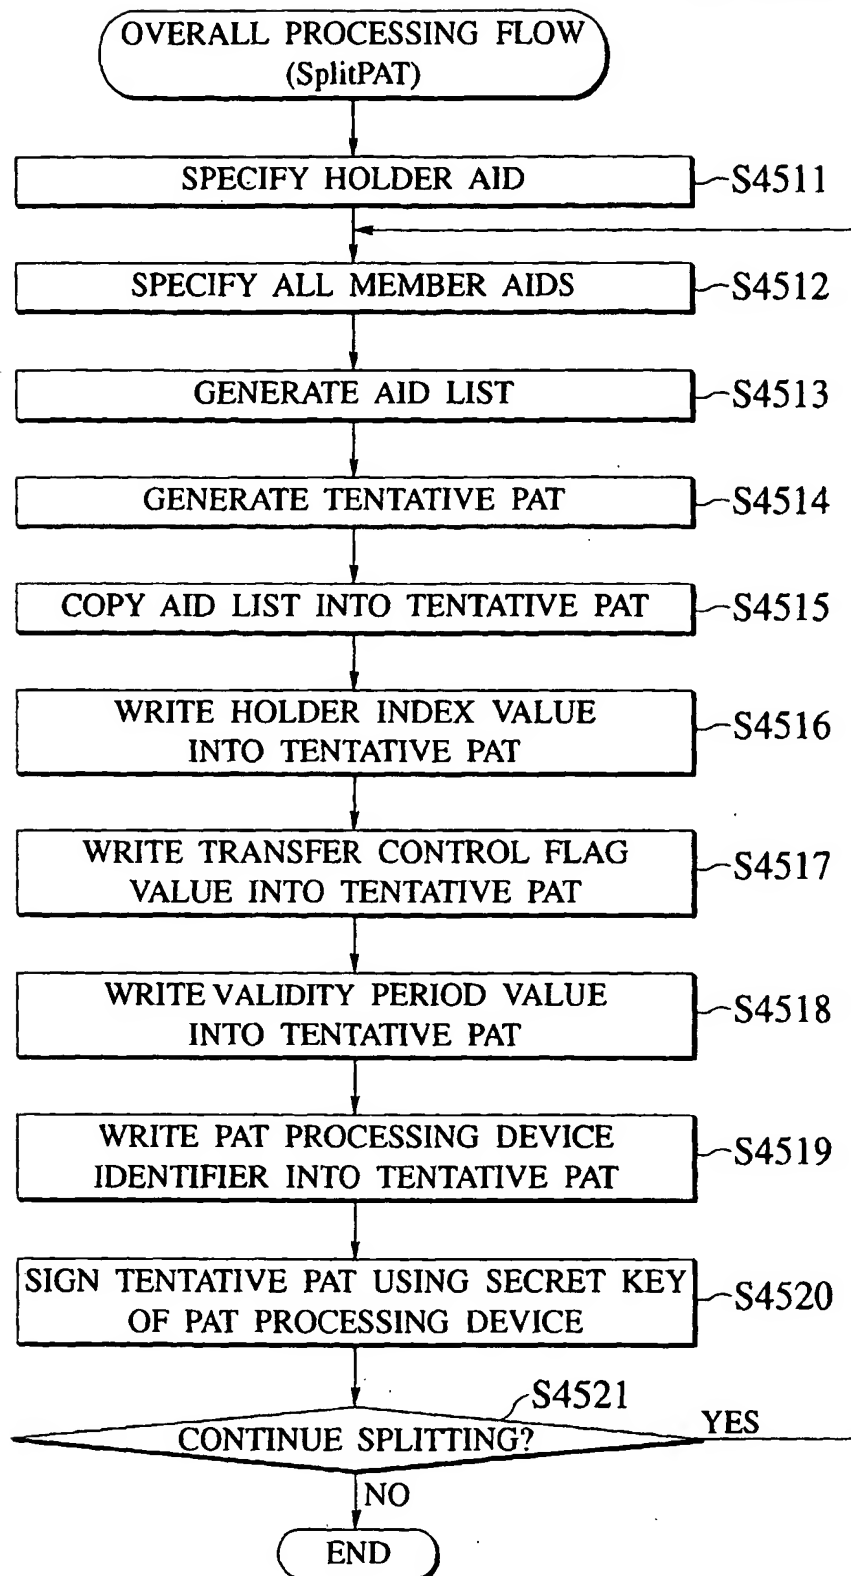 OVERALL PROCESSING FLOW
(SplitPAT)
SPECIFY HOLDER AID
S4511
SPECIFY ALL MEMBER AIDS
S4512
GENERATE AID LIST
S4513
GENERATE TENTATIVE PAT
S4514
COPY AID LIST INTO TENTATIVE PAT
S4515
WRITE HOLDER INDEX VALUE
INTO TENTATIVE PAT
S4516
WRITE TRANSFER CONTROL FLAG
VALUE INTO TENTATIVE PAT
S4517
WRITE VALIDITY PERIOD VALUE
INTO TENTATIVE PAT
S4518
WRITE PAT PROCESSING DEVICE
IDENTIFIER INTO TENTATIVE PAT
S4519
SIGN TENTATIVE PAT USING SECRET KEY
OF PAT PROCESSING DEVICE
S4520
S4521
CONTINUE SPLITTING?
YES
NO
END